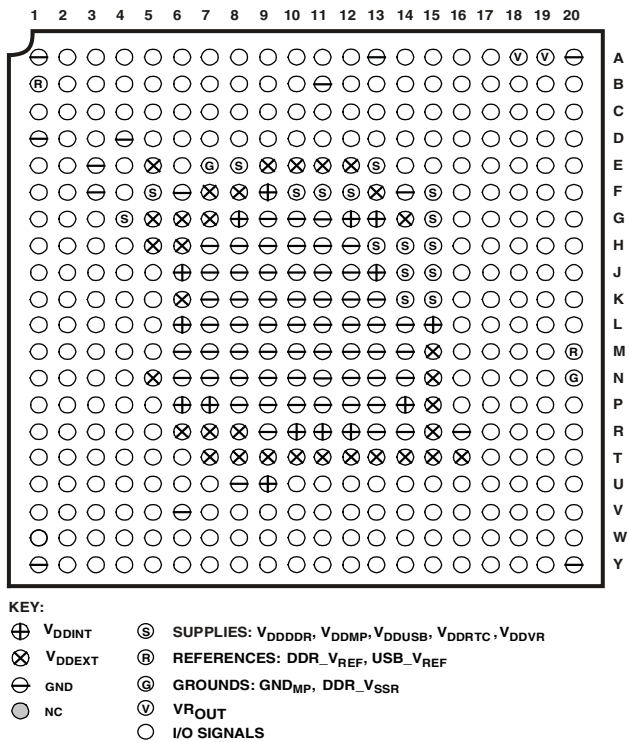 1 2 3 4 5 6 7 8 9 10 11 12 13 14 15 16 17 18 19 20
V V A
R B
C
D
G S S E
S S S S S F
S S G
S S S H
S S J
S S K
L
R M
G N
P
R
T
U
V
W
Y
KEY:
VDDINT S SUPPLIES: VDDDDR, VDDMP, VDDUSB, VDDRTC, VDDVR
VDDEXT R REFERENCES: DDR_VREF, USB_VREF
GND G GROUNDS: GNDMP, DDR_VSSR
NC V VROUT
I/O SIGNALS